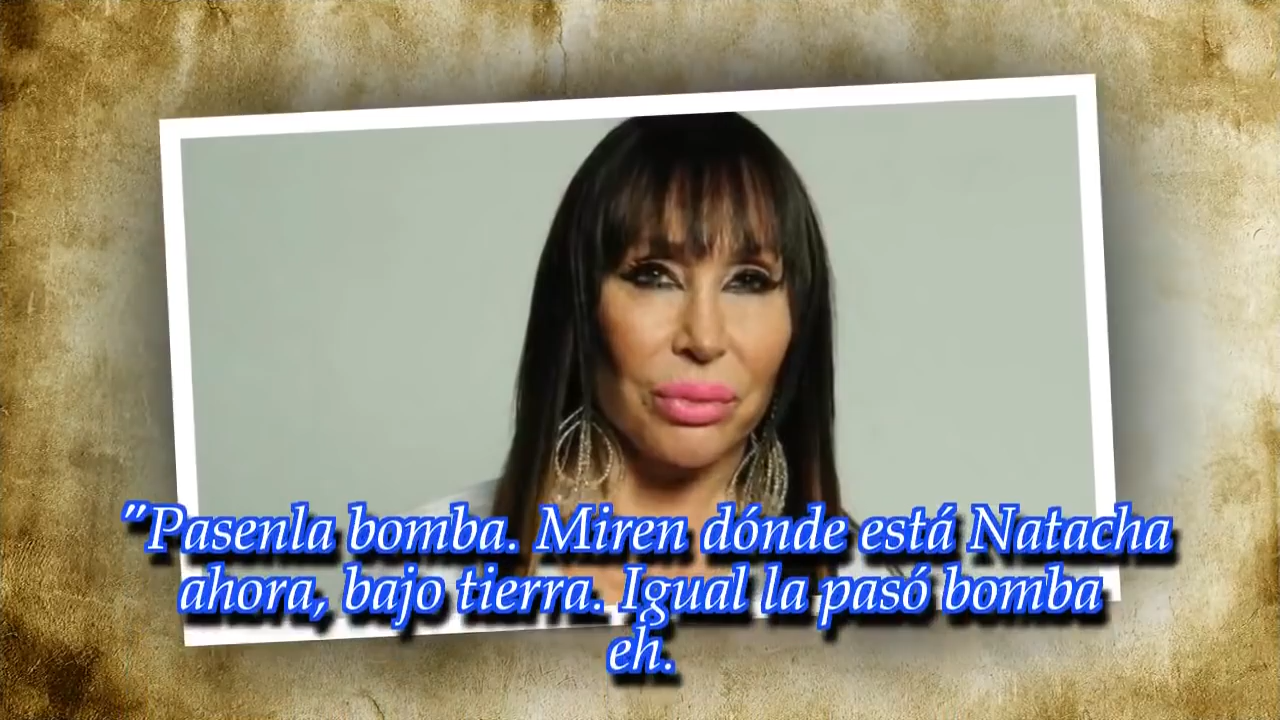 "Pasenla bomba. Miren dónde está Natacha
ahora, bajo tierra. Igual la pasó bomba
eh.